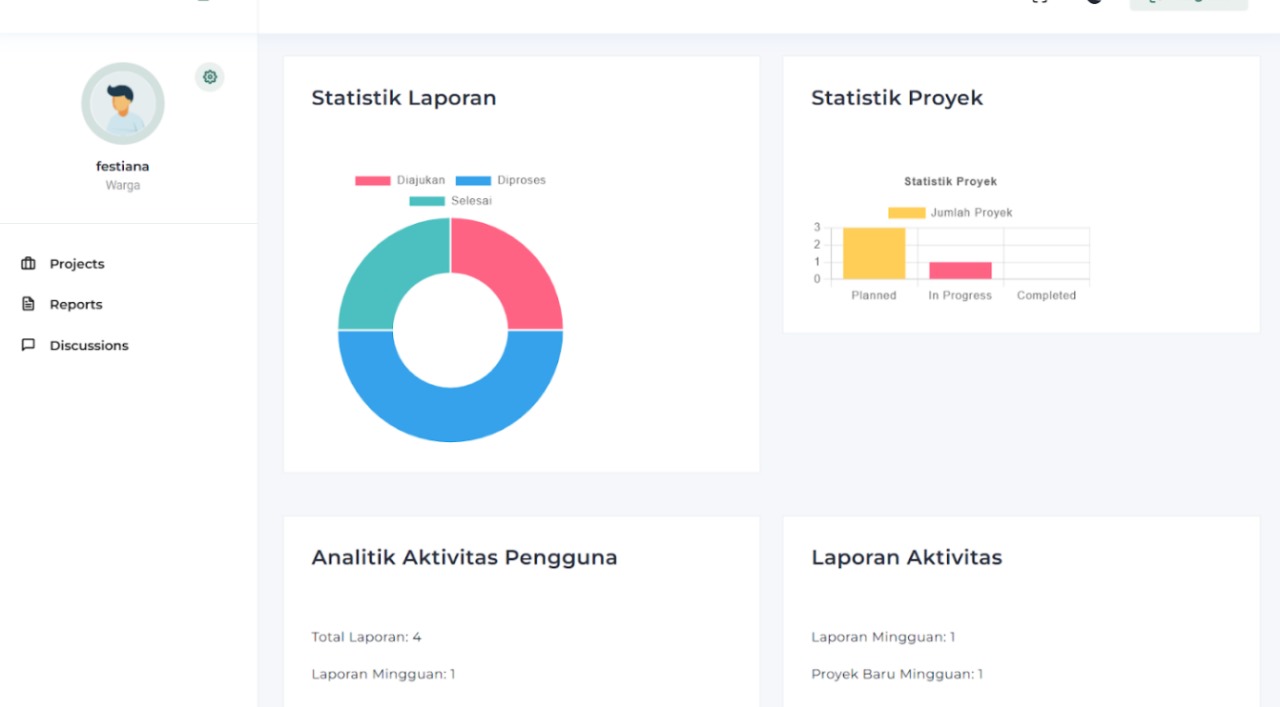 festiana
Warga
Projects
Reports
Discussions
Statistik Laporan
Diajukan Diproses
Selesai
Statistik Proyek
Statistik Proyek
Jumlah Proyek
3
2
1
0
Planned In Progress Completed
Analitik Aktivitas Pengguna
Total Laporan: 4
Laporan Mingguan: 1
Laporan Aktivitas
Laporan Mingguan: 1
Proyek Baru Mingguan: 1